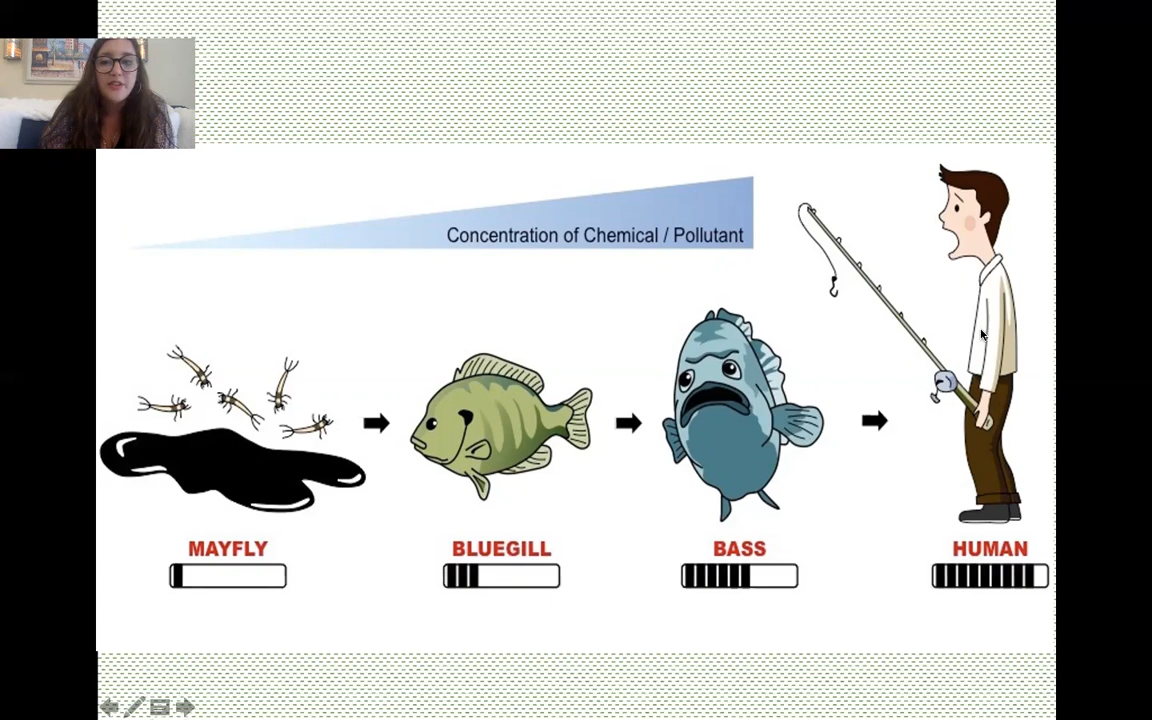 Concentration of Chemical / Pollutant
MAYFLY
BLUEGILL
BASS
HUMAN